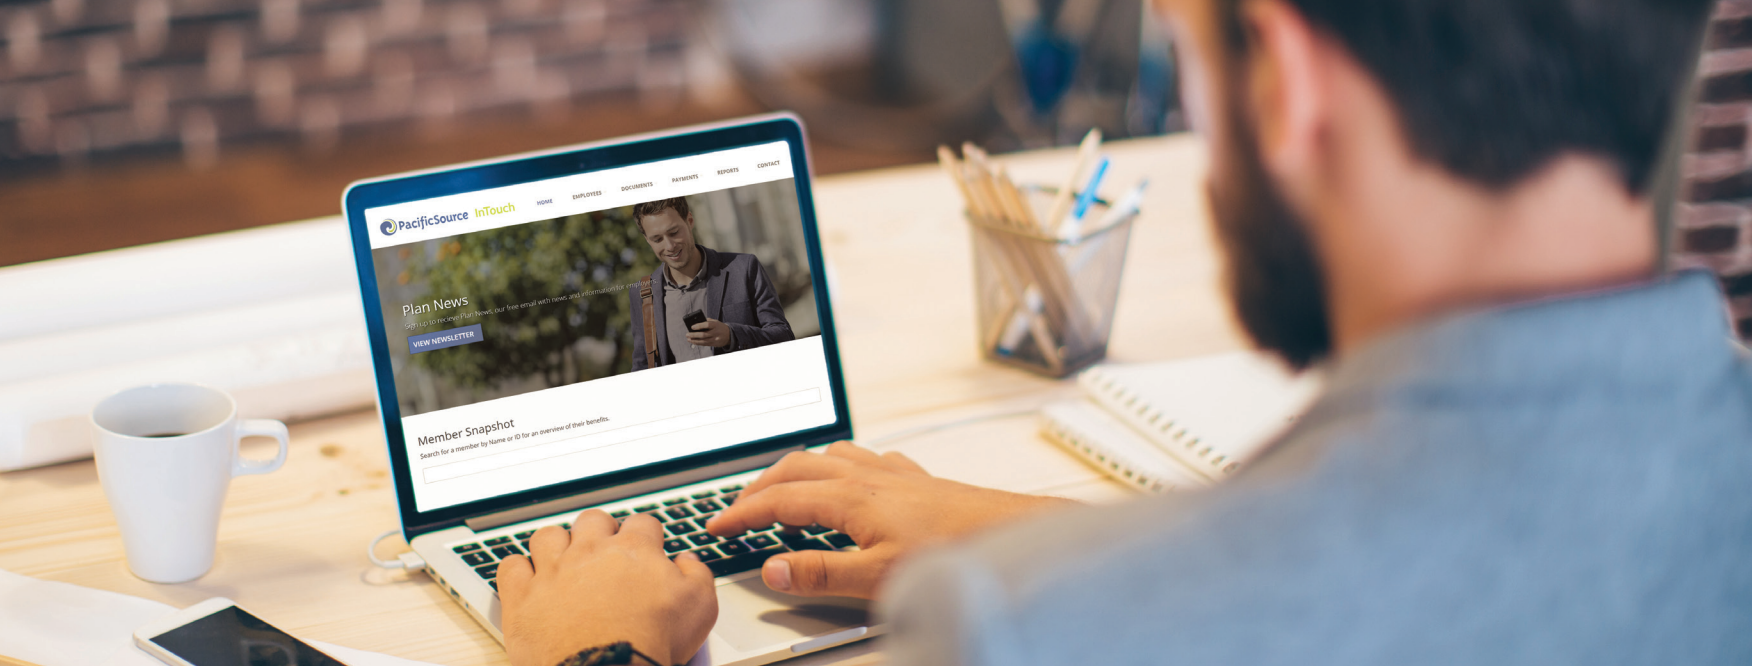 PacificSource InTouch
HOME EMPLOYEES DOCUMENTS PAYMENTS REPORTS CONTACT
Plan News
Sign up to recieve Plan News, our free email with news and information for employers.
VIEW NEWSLETTER
Member Snapshot
Search for a member by Name or ID for an overview of their benefits.